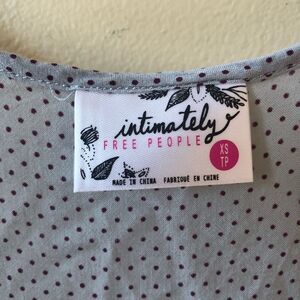 intimately
FREE PEOPLE
XS
TP
MADE IN CHINA FABRIQUÉ EN CHINE